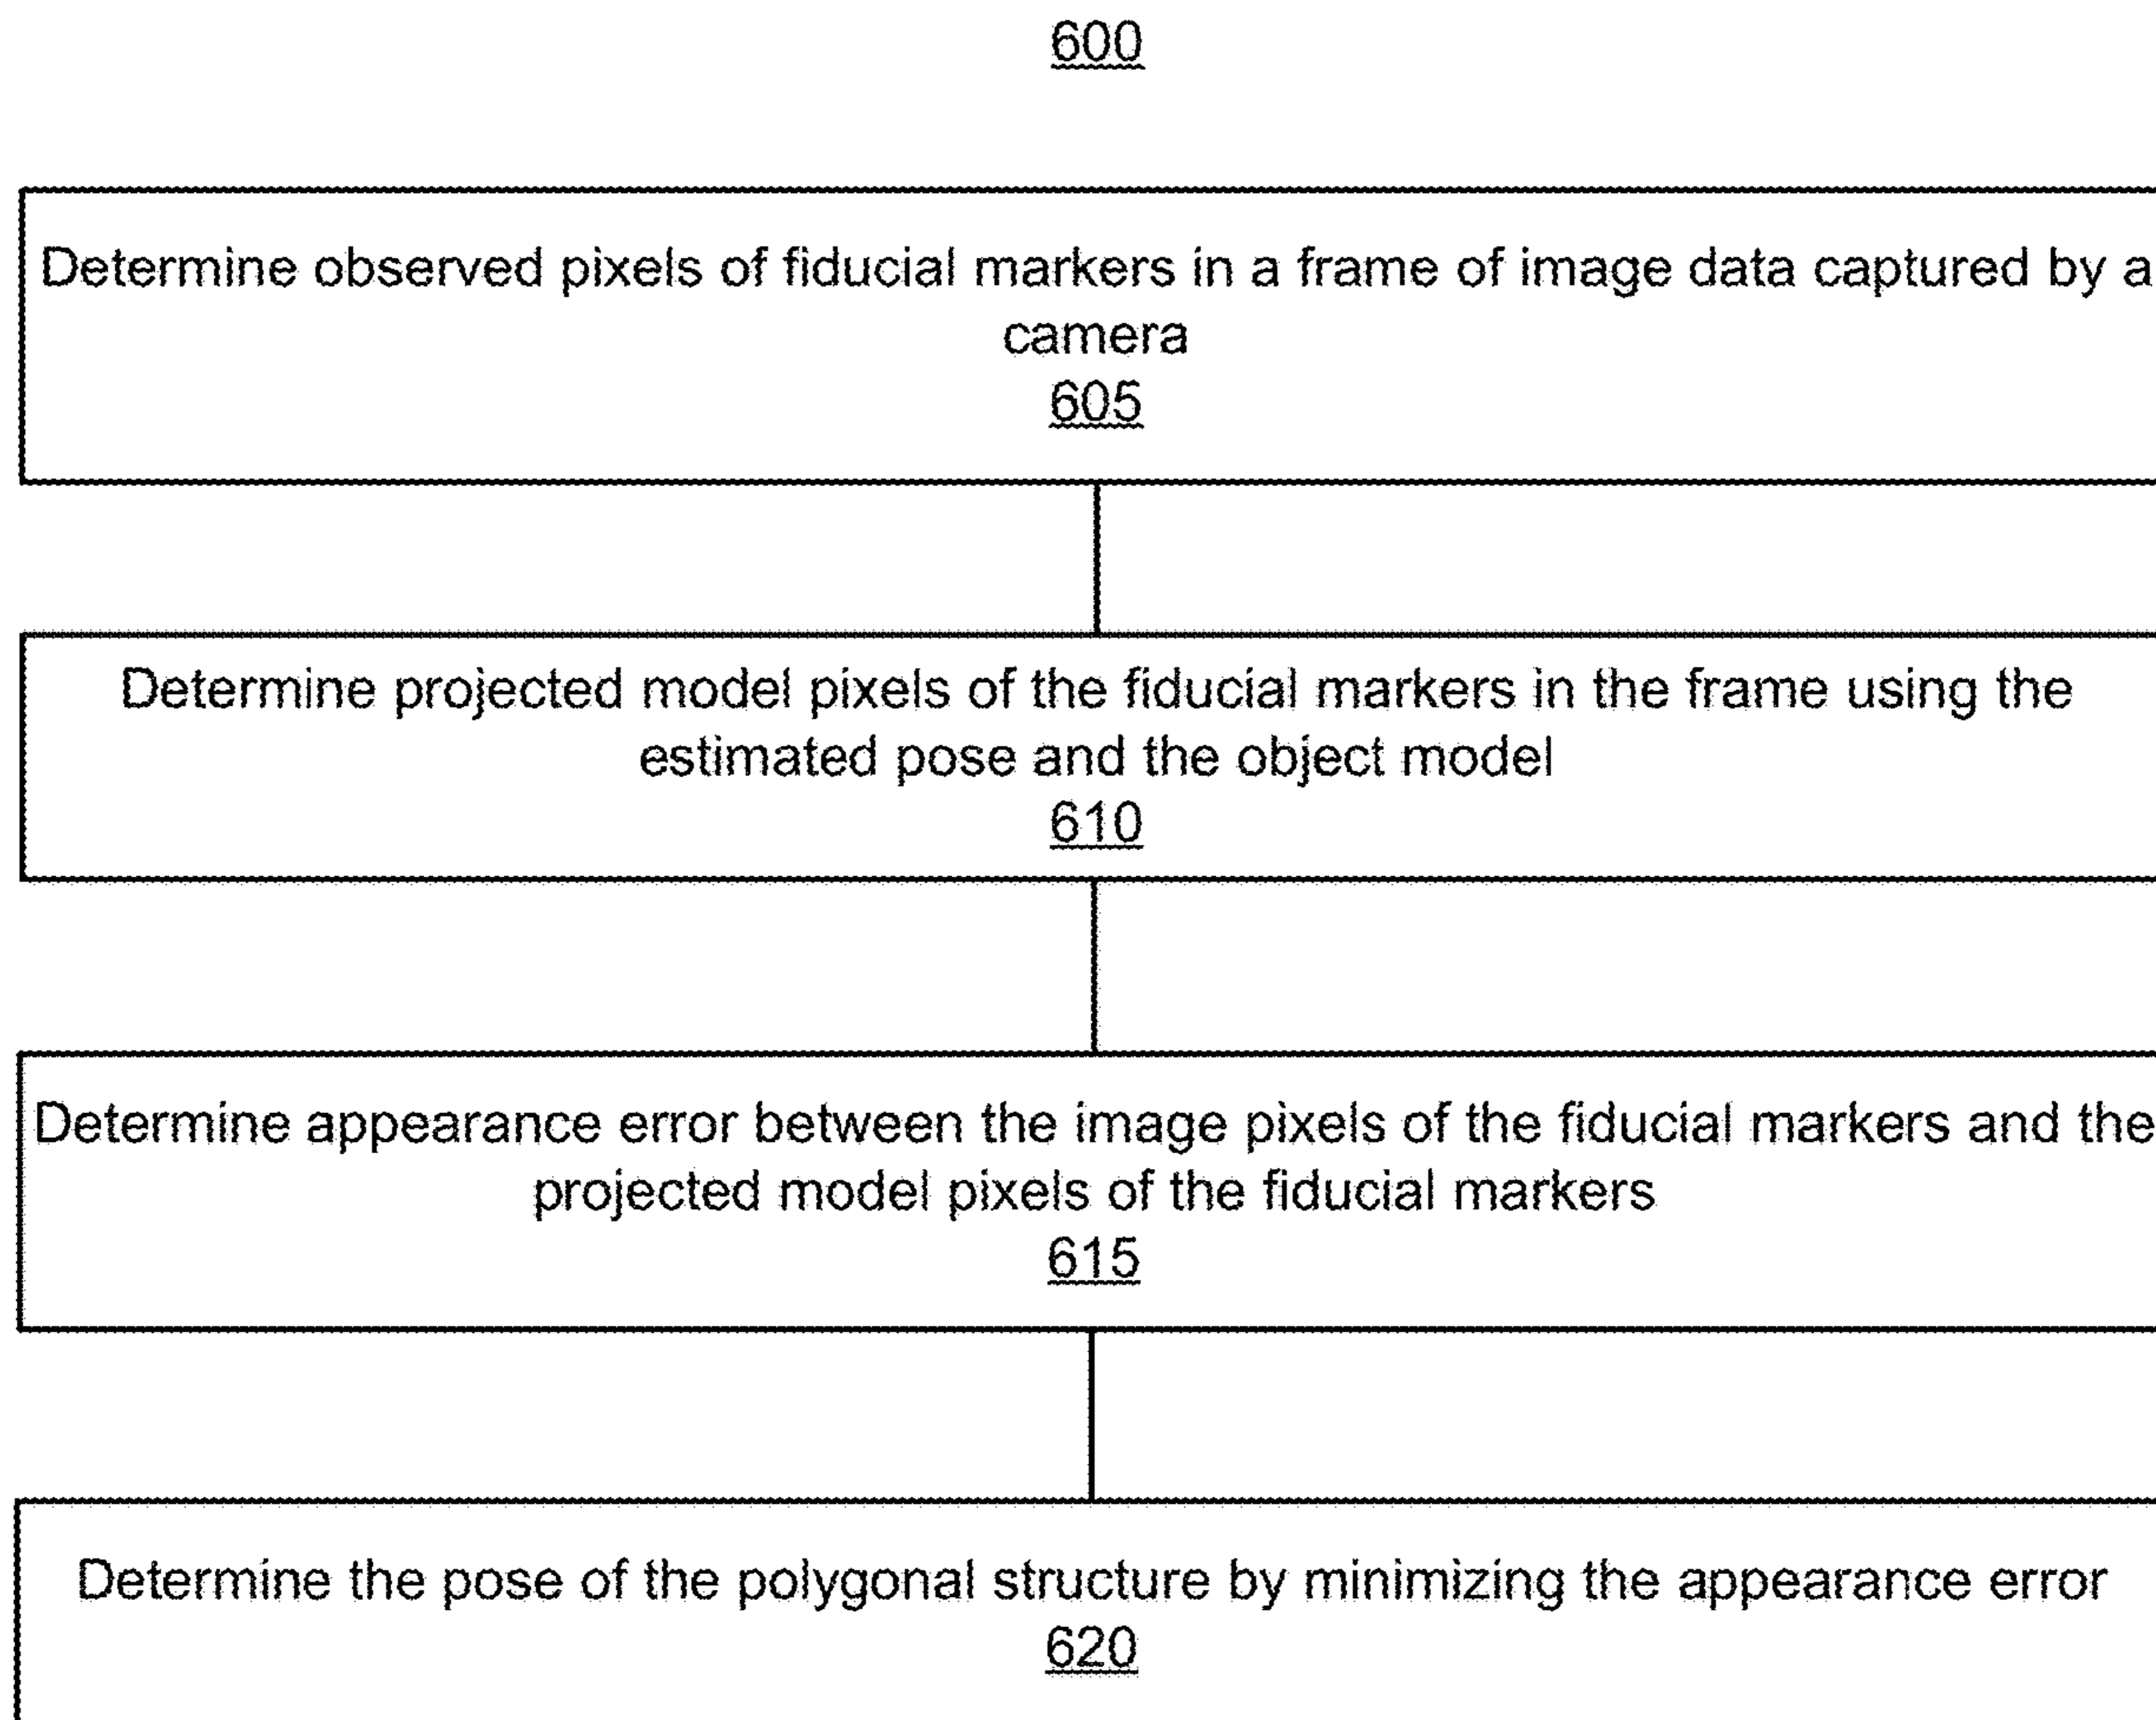 600
Determine observed pixels of fiducial markers in a frame of image data captured by a
camera
605
Determine projected model pixels of the fiducial markers in the frame using the
estimated pose and the object model
610
Determine appearance error between the image pixels of the fiducial markers and the
projected model pixels of the fiducial markers
615
Determine the pose of the polygonal structure by minimizing the appearance error
620